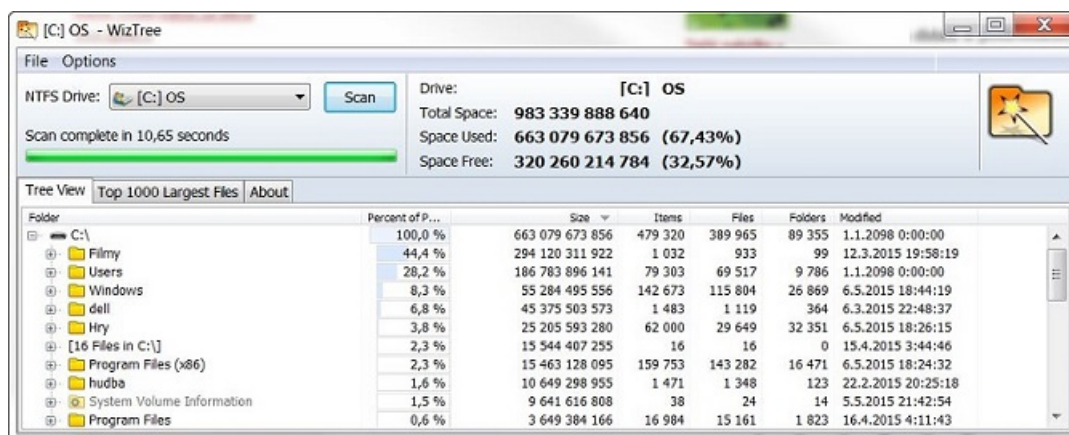 [C:] OS - WizTree
File Options
NTFS Drive: [C:] OS Scan
Scan complete in 10,65 seconds
Drive: [C:] OS
Total Space: 983 339 888 640
Space Used: 663 079 673 856 (67,43%)
Space Free: 320 260 214 784 (32,57%)
Tree View Top 1000 Largest Files About
Folder Percent of P... Size Items Files Folders Modified
C:\ 100,0 % 663 079 673 856 479 320 389 965 89 355 1.1.2098 0:00:00
Filmy 44,4 % 294 120 311 922 1 032 933 99 12.3.2015 19:58:19
Users 28,2 % 186 783 896 141 79 303 69 517 9 786 1.1.2098 0:00:00
Windows 8,3 % 55 284 495 556 142 673 115 804 26 869 6.5.2015 18:44:19
dell 6,8 % 45 375 503 573 1 483 1 119 364 6.3.2015 22:48:37
Hry 3,8 % 25 205 593 280 62 000 29 649 32 351 6.5.2015 18:26:15
[16 Files in C:\] 2,3 % 15 544 407 255 16 16 0 15.4.2015 3:44:46
Program Files (x86) 2,3 % 15 463 128 095 159 753 143 282 16 471 6.5.2015 18:24:32
hudba 1,6 % 10 649 298 955 1 471 1 348 123 22.2.2015 20:25:18
System Volume Information 1,5 % 9 641 616 808 38 24 14 5.5.2015 21:42:54
Program Files 0,6 % 3 649 384 166 16 984 15 161 1 823 16.4.2015 4:11:43